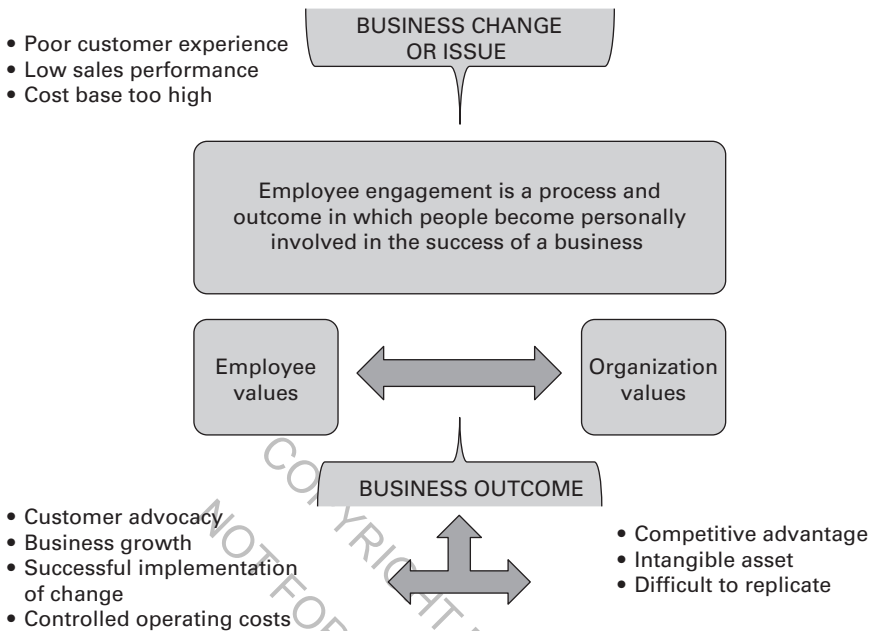 BUSINESS CHANGE
OR ISSUE
• Poor customer experience
• Low sales performance
• Cost base too high
Employee engagement is a process and
outcome in which people become personally
involved in the success of a business
Employee
values
Organization
values
BUSINESS OUTCOME
• Customer advocacy
• Business growth
• Successful implementation
of change
• Controlled operating costs
• Competitive advantage
• Intangible asset
• Difficult to replicate
COPYRIGHT
NOT FOR